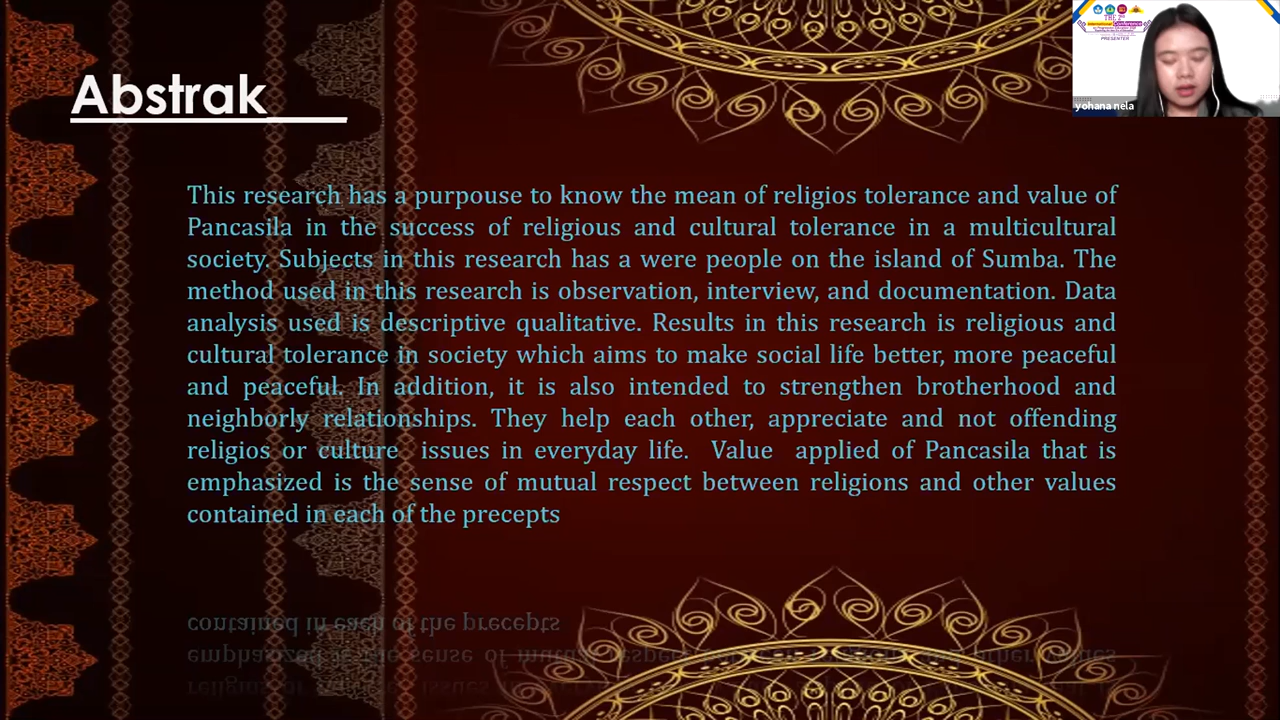 Abstrak
This research has a purpouse to know the mean of religios tolerance and value of
Pancasila in the success of religious and cultural tolerance in a multicultural
society. Subjects in this research has a were people on the island of Sumba. The
method used in this research is observation, interview, and documentation. Data
analysis used is descriptive qualitative. Results in this research is religious and
cultural tolerance in society which aims to make social life better, more peaceful
and peaceful. In addition, it is also intended to strengthen brotherhood and
neighborly relationships. They help each other, appreciate and not offending
religios or culture issues in everyday life. Value applied of Pancasila that is
emphasized is the sense of mutual respect between religions and other values
contained in each of the precepts
THE 2nd
International Conference
PRESENTER
yohana nela